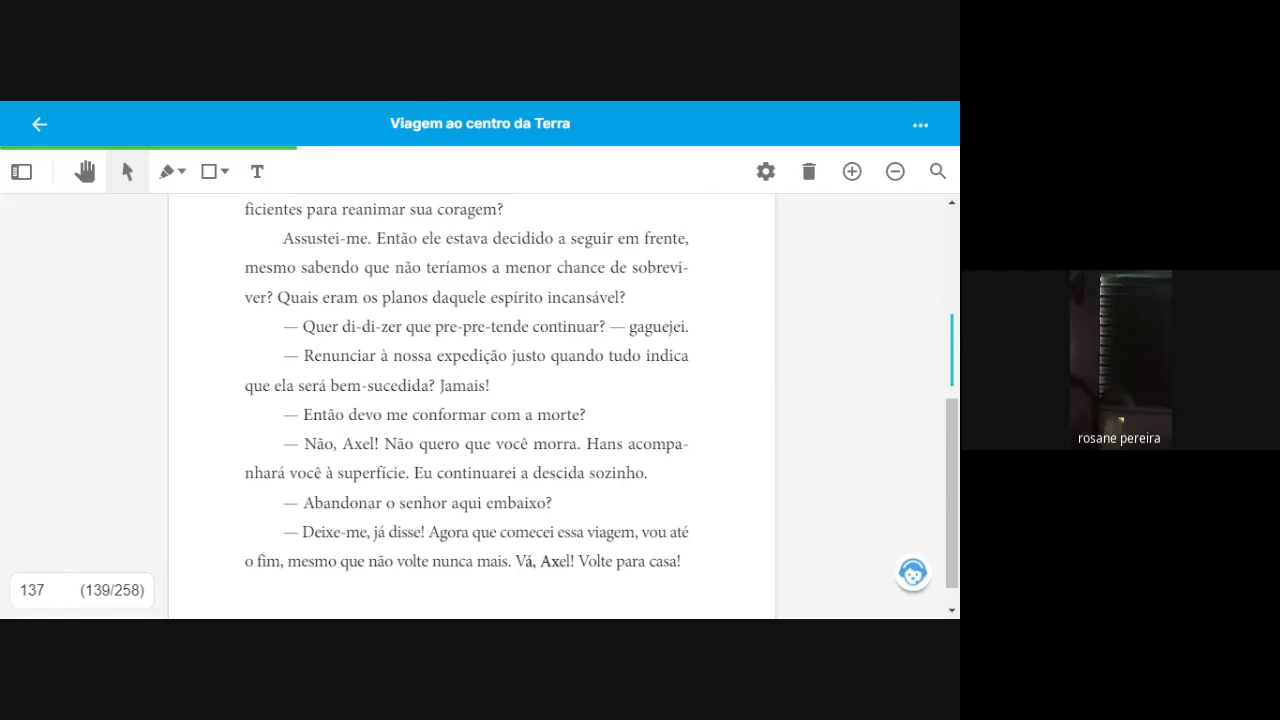 Viagem ao centro da Terra
T
ficientes para reanimar sua coragem?
Assustei-me. Então ele estava decidido a seguir em frente,
mesmo sabendo que não teríamos a menor chance de sobrevi-
ver? Quais eram os planos daquele espírito incansável?
— Quer di-di-zer que pre-pre-tende continuar? — gaguejei.
— Renunciar à nossa expedição justo quando tudo indica
que ela será bem-sucedida? Jamais!
— Então devo me conformar com a morte?
— Não, Axel! Não quero que você morra. Hans acompa-
nhará você à superfície. Eu continuarei a descida sozinho.
— Abandonar o senhor aqui embaixo?
— Deixe-me, já disse! Agora que comecei essa viagem, vou até
o fim, mesmo que não volte nunca mais. Vá, Axel! Volte para casa!
137 (139/258)
rosane pereira